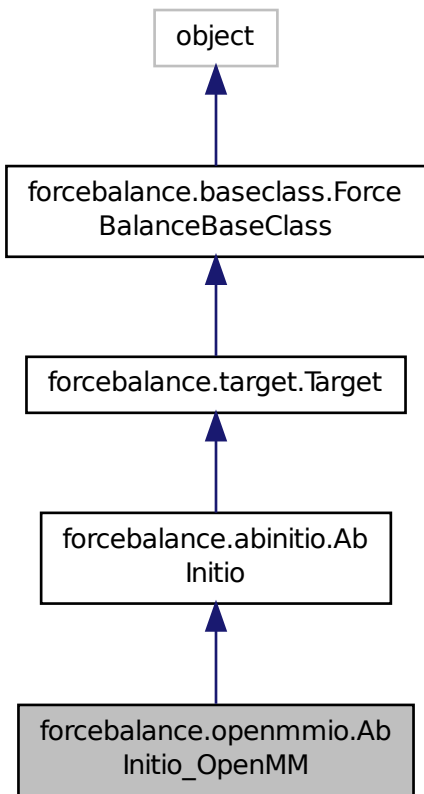 object
forcebalance.baseclass.Force
BalanceBaseClass
forcebalance.target.Target
forcebalance.abinitio.Ab
Initio
forcebalance.openmmio.Ab
Initio_OpenMM